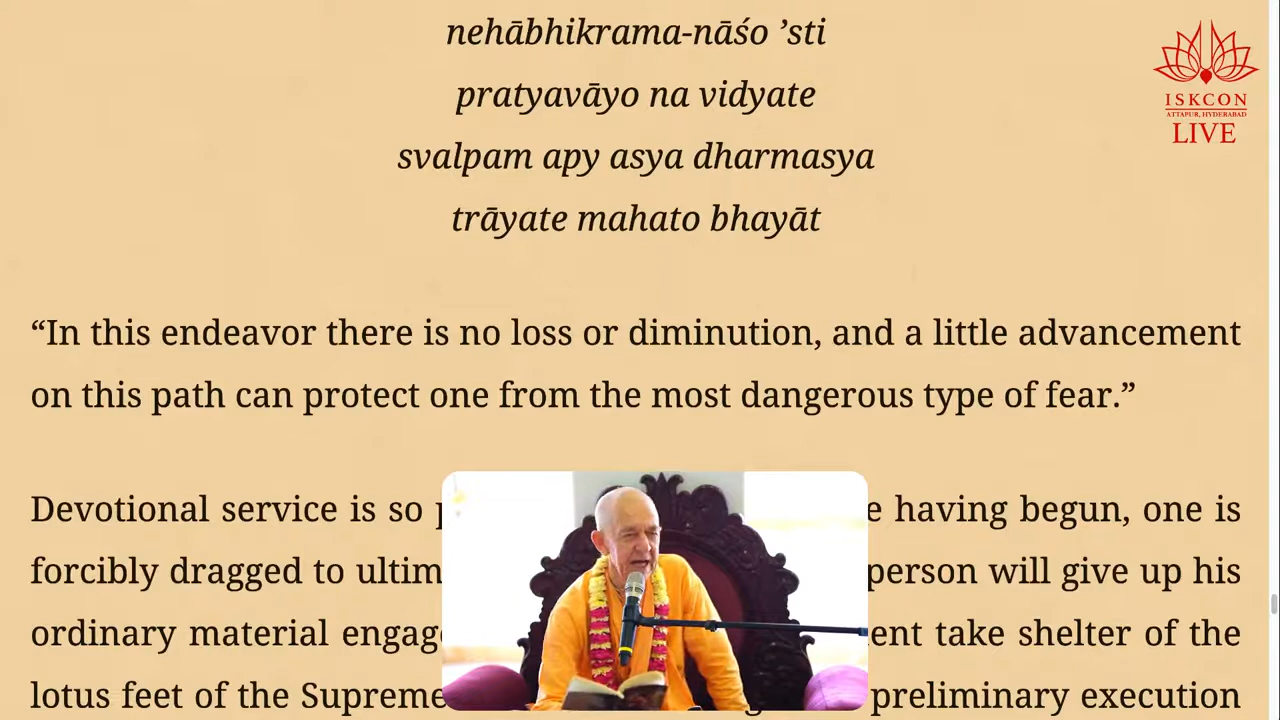 nehābhikrama-nāśo ’sti
pratyavāyo na vidyate
svalpam apy asya dharmasya
trāyate mahato bhayāt
“In this endeavor there is no loss or diminution, and a little advancement
on this path can protect one from the most dangerous type of fear.”
Devotional service is so having begun, one is
forcibly dragged to person will give up his
ordinary material take shelter of the
lotus feet of the Supreme preliminary execution
ISKCON
ATTAPUR, HYDERABAD
LIVE